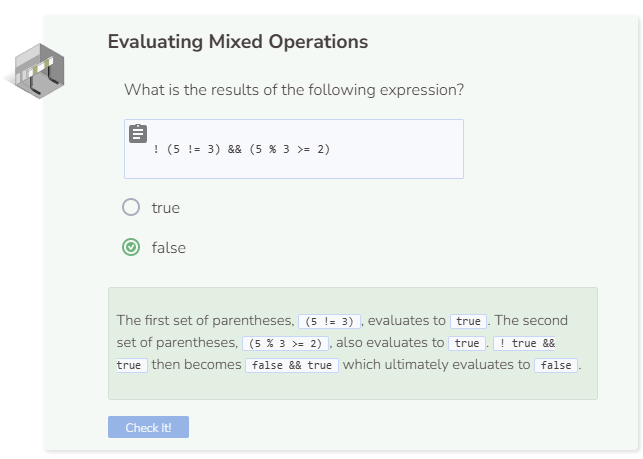 Evaluating Mixed Operations
What is the results of the following expression?
! (5 != 3) && (5 % 3 >= 2)
true
false
The first set of parentheses, (5 != 3), evaluates to true. The second
set of parentheses, (5 % 3 >= 2), also evaluates to true. ! true &&
true then becomes false && true which ultimately evaluates to false.
Check It!